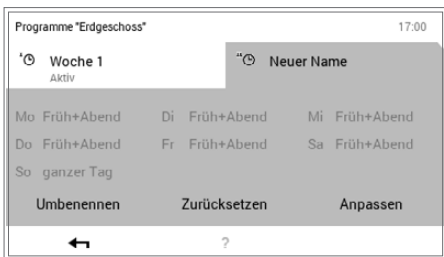 Programme "Erdgeschoss" 17:00
Woche 1 Neuer Name
Aktiv
Mo Früh+Abend Di Früh+Abend Mi Früh+Abend
Do Früh+Abend Fr Früh+Abend Sa Früh+Abend
So ganzer Tag
Umbenennen Zurücksetzen Anpassen
?